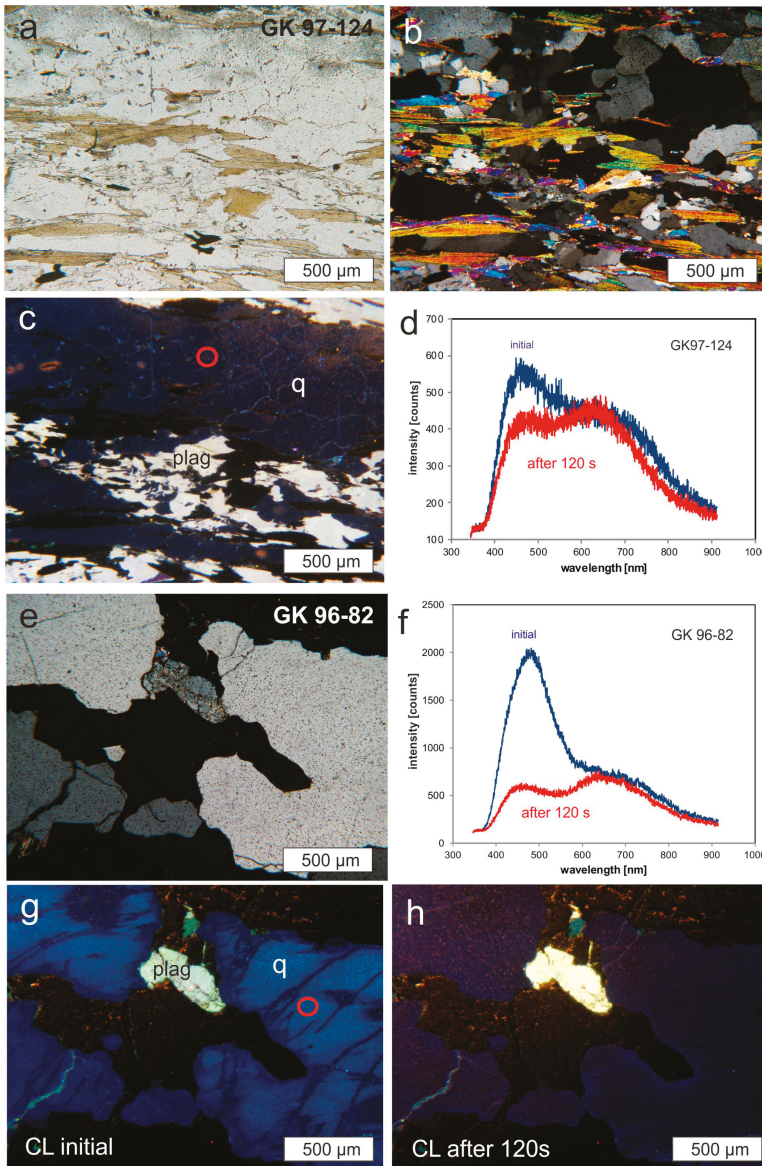 a
GK 97-124
500 µm
b
500 µm
c
q
plag
500 µm
d
GK97-124
initial
after 120 s
intensity [counts]
700
600
500
400
300
200
100
300 400 500 600 700 800 900 1000
wavelength [nm]
e
GK 96-82
500 µm
f
GK 96-82
initial
after 120 s
intensity [counts]
2500
2000
1500
1000
500
0
300 400 500 600 700 800 900 1000
wavelength [nm]
g
plag
q
CL initial
500 µm
h
CL after 120s
500 µm